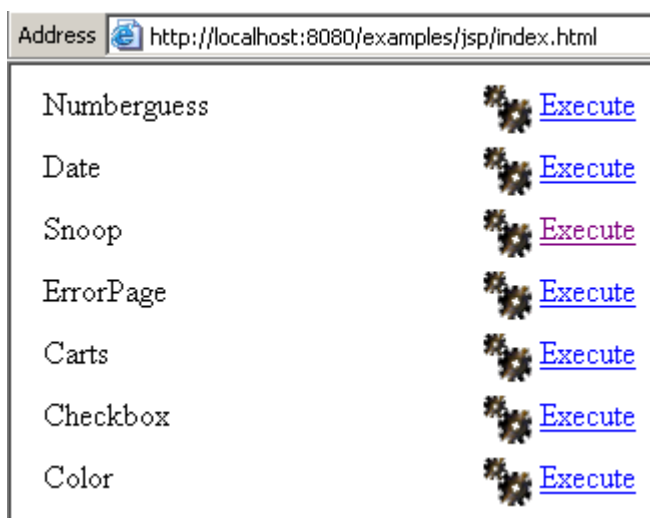 Address http://localhost:8080/examples/jsp/index.html
Numberguess Execute
Date Execute
Snoop Execute
ErrorPage Execute
Carts Execute
Checkbox Execute
Color Execute